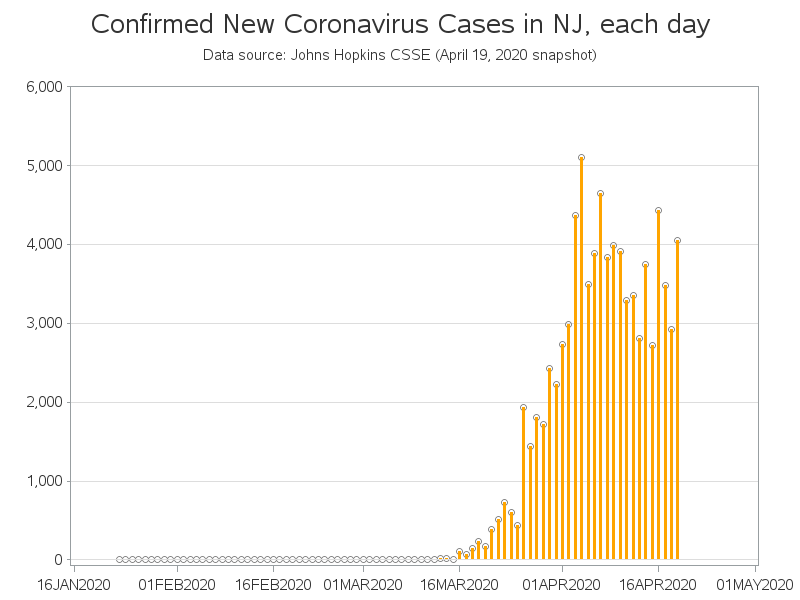 Confirmed New Coronavirus Cases in NJ, each day
Data source: Johns Hopkins CSSE (April 19, 2020 snapshot)
6,000
5,000
4,000
3,000
2,000
1,000
0
16JAN2020 01FEB2020 16FEB2020 01MAR2020 16MAR2020 01APR2020 16APR2020 01MAY2020